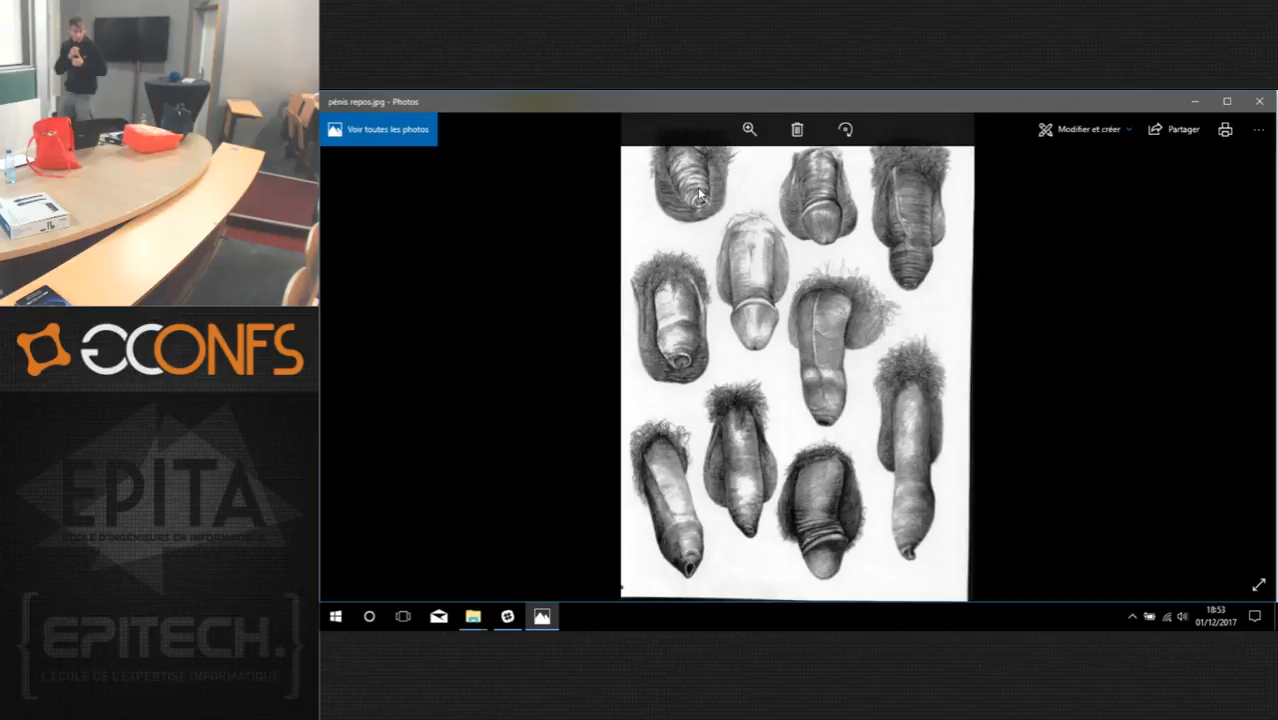 pénis repos.jpg - Photos
Voir toutes les photos
Modifier et créer
Partager
GCONFS
EPITA
ÉCOLE D'INGÉNIEURS EN INFORMATIQUE
{ EPITECH. }
L'ÉCOLE DE L'EXPERTISE INFORMATIQUE
18:53
01/12/2017